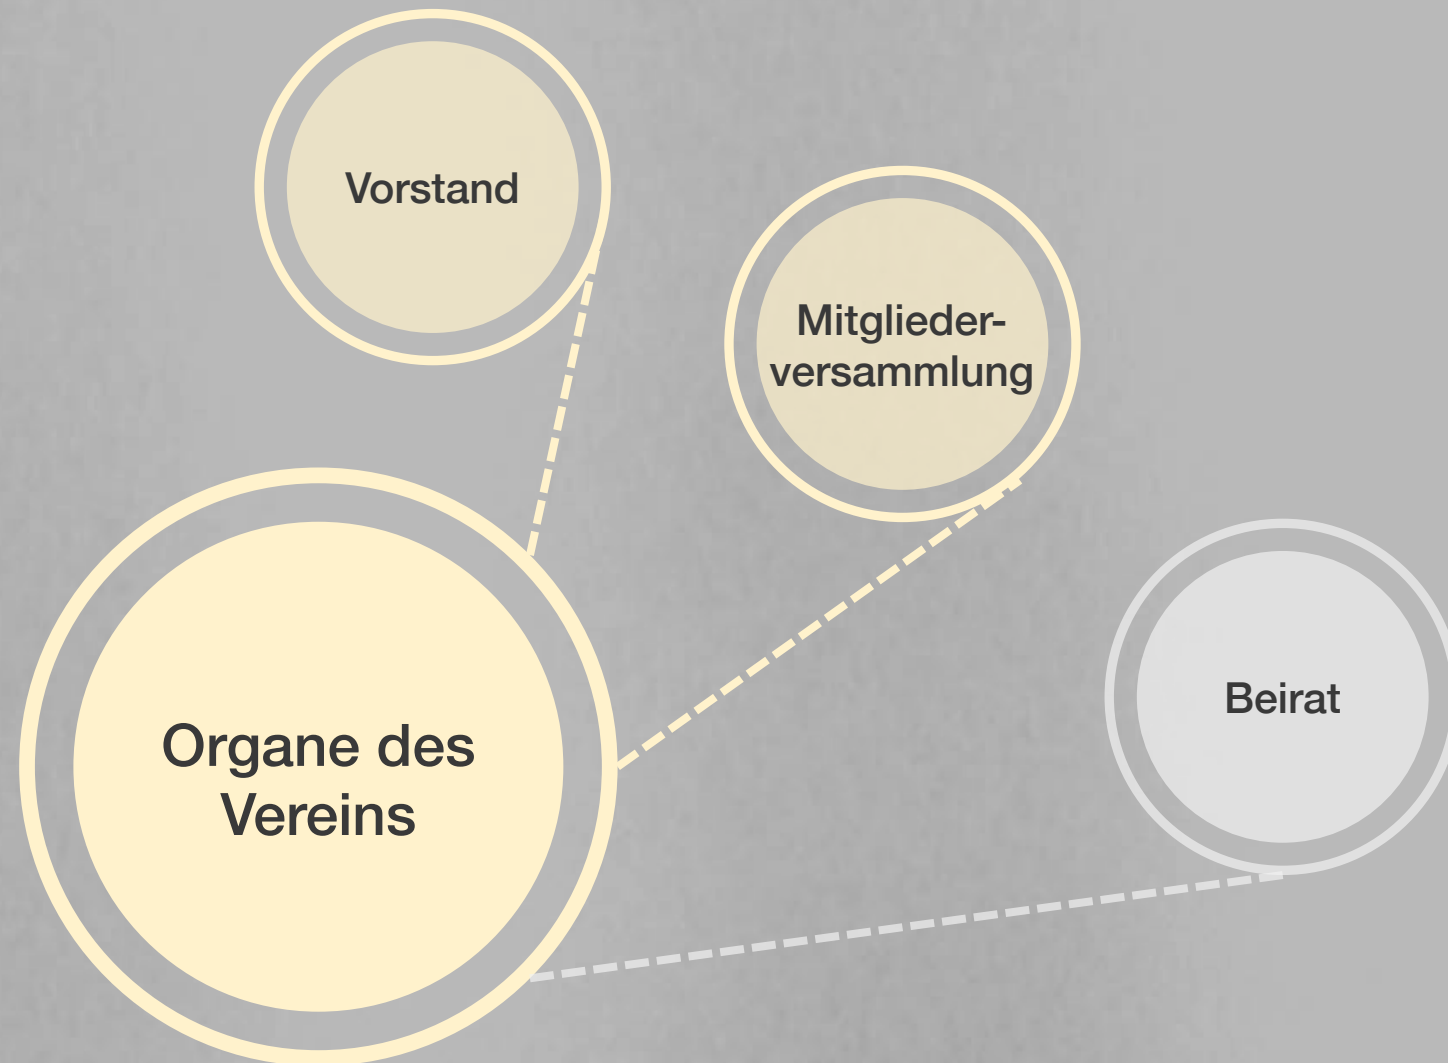 Vorstand
Mitglieder-
versammlung
Organe des
Vereins
Beirat